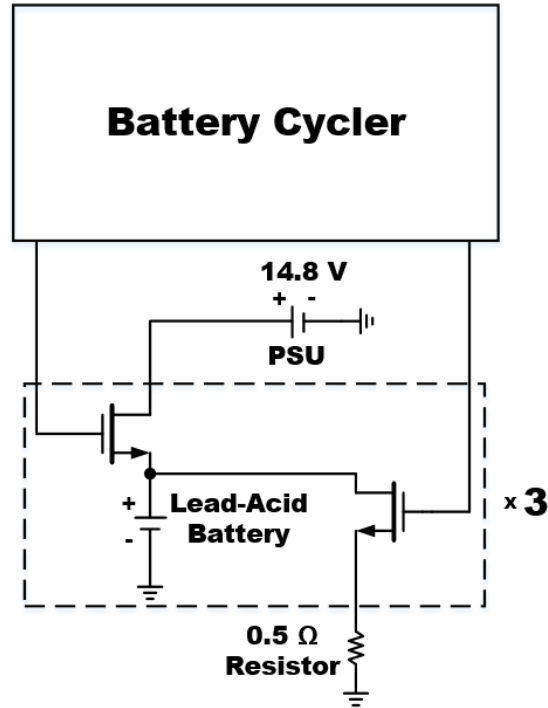 Battery Cycler
14.8 V
+ -
PSU
+ Lead-Acid
- Battery
x 3
0.5 Ω
Resistor